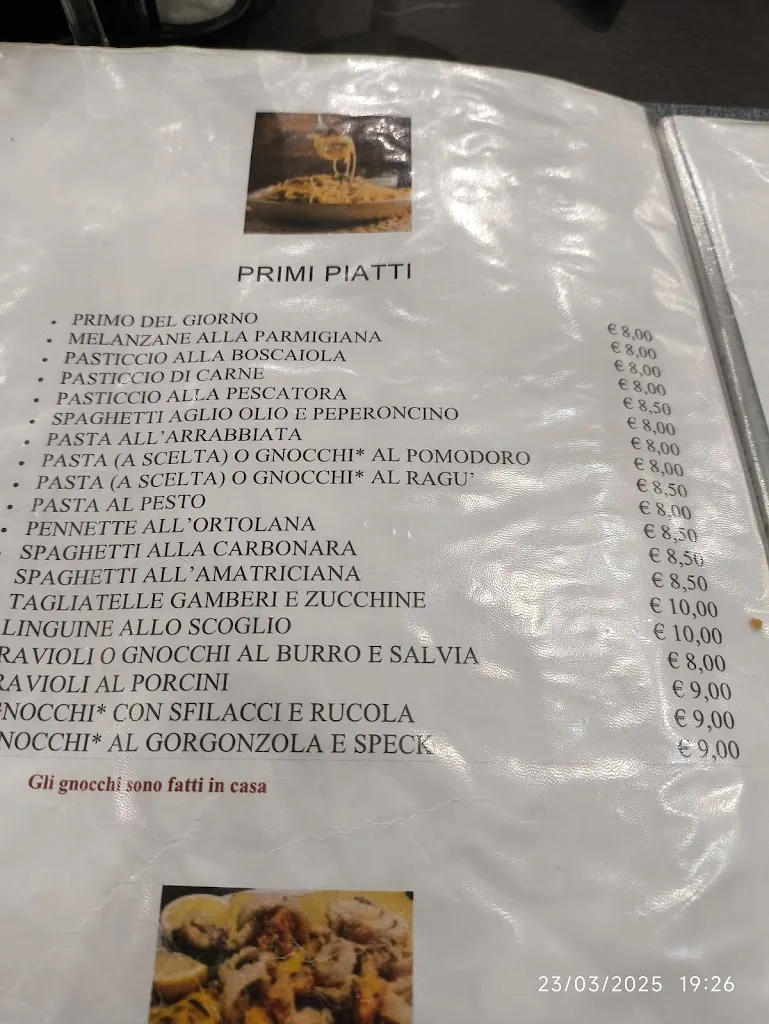 PRIMI PIATTI
• PRIMO DEL GIORNO € 8,00
• MELANZANE ALLA PARMIGIANA € 8,00
• PASTICCIO ALLA BOSCAIOLA € 8,00
• PASTICCIO DI CARNE € 8,00
• PASTICCIO ALLA PESCATORA € 8,50
• SPAGHETTI AGLIO OLIO E PEPERONCINO € 8,00
• PASTA ALL'ARRABBIATA € 8,00
• PASTA (A SCELTA) O GNOCCHI* AL POMODORO € 8,00
• PASTA (A SCELTA) O GNOCCHI* AL RAGU' € 8,50
• PASTA AL PESTO € 8,00
• PENNETTE ALL'ORTOLANA € 8,50
• SPAGHETTI ALLA CARBONARA € 8,50
SPAGHETTI ALL'AMATRICIANA € 8,50
TAGLIATELLE GAMBERI E ZUCCHINE € 10,00
LINGUINE ALLO SCOGLIO € 10,00
RAVIOLI O GNOCCHI AL BURRO E SALVIA € 8,00
RAVIOLI AL PORCINI € 9,00
GNOCCHI* CON SFILACCI E RUCOLA € 9,00
NOCCHI* AL GORGONZOLA E SPECK € 9,00
Gli gnocchi sono fatti in casa
23/03/2025 19:26